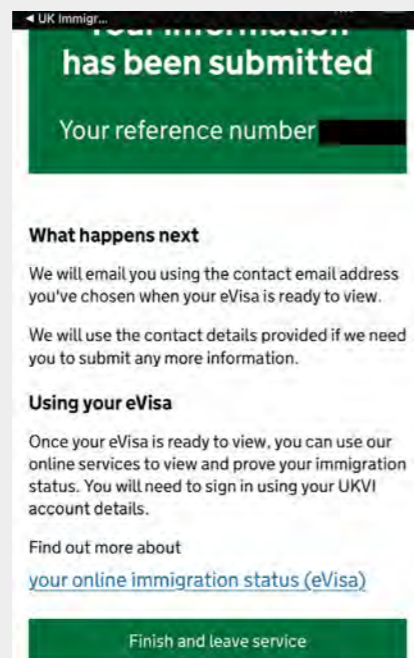 ◄ UK Immigr...
Your information
has been submitted
Your reference number
What happens next
We will email you using the contact email address
you've chosen when your eVisa is ready to view.
We will use the contact details provided if we need
you to submit any more information.
Using your eVisa
Once your eVisa is ready to view, you can use our
online services to view and prove your immigration
status. You will need to sign in using your UKVI
account details.
Find out more about
your online immigration status (eVisa)
Finish and leave service